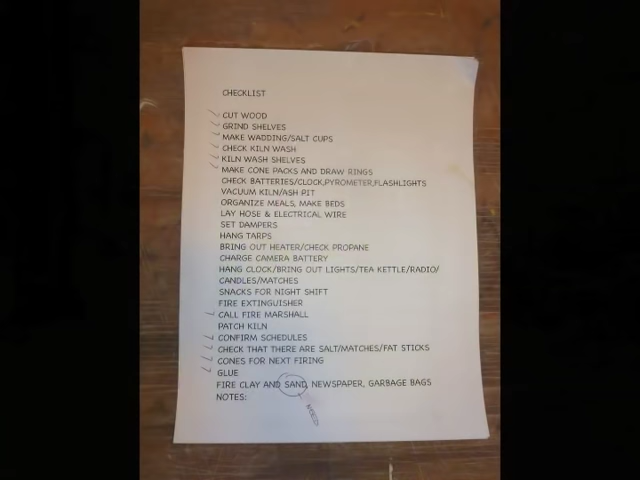 CHECKLIST
CUT WOOD
GRIND SHELVES
MAKE WADDING/SALT CUPS
CHECK KILN WASH
KILN WASH SHELVES
MAKE CONE PACKS AND DRAW RINGS
CHECK BATTERIES/CLOCK,PYROMETER,FLASHLIGHTS
VACUUM KILN/ASH PIT
ORGANIZE MEALS, MAKE BEDS
LAY HOSE & ELECTRICAL WIRE
SET DAMPERS
HANG TARPS
BRING OUT HEATER/CHECK PROPANE
CHARGE CAMERA BATTERY
HANG CLOCK/BRING OUT LIGHTS/TEA KETTLE/RADIO/
CANDLES/MATCHES
SNACKS FOR NIGHT SHIFT
FIRE EXTINGUISHER
CALL FIRE MARSHALL
PATCH KILN
CONFIRM SCHEDULES
CHECK THAT THERE ARE SALT/MATCHES/FAT STICKS
CONES FOR NEXT FIRING
GLUE
FIRE CLAY AND SAND, NEWSPAPER, GARBAGE BAGS
NOTES: